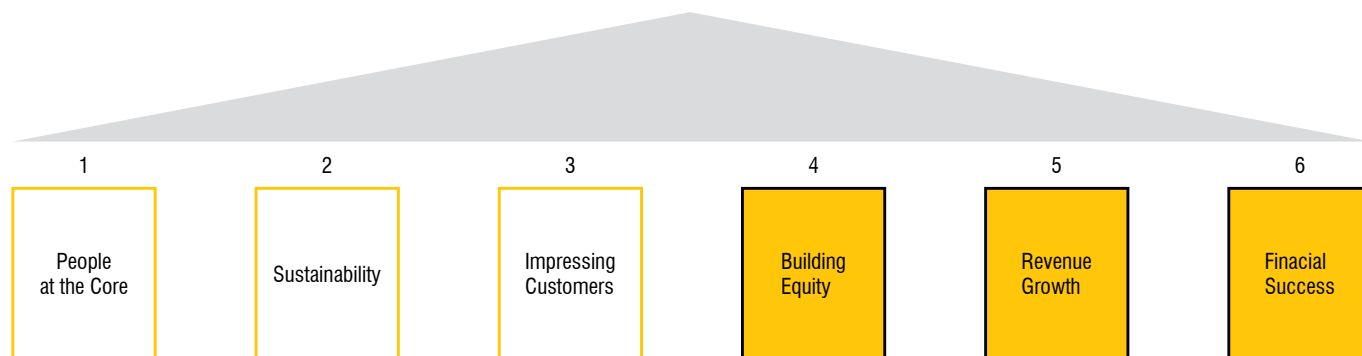 1
2
3
4
5
6
People
at the Core
Sustainability
Impressing
Customers
Building
Equity
Revenue
Growth
Finacial
Success